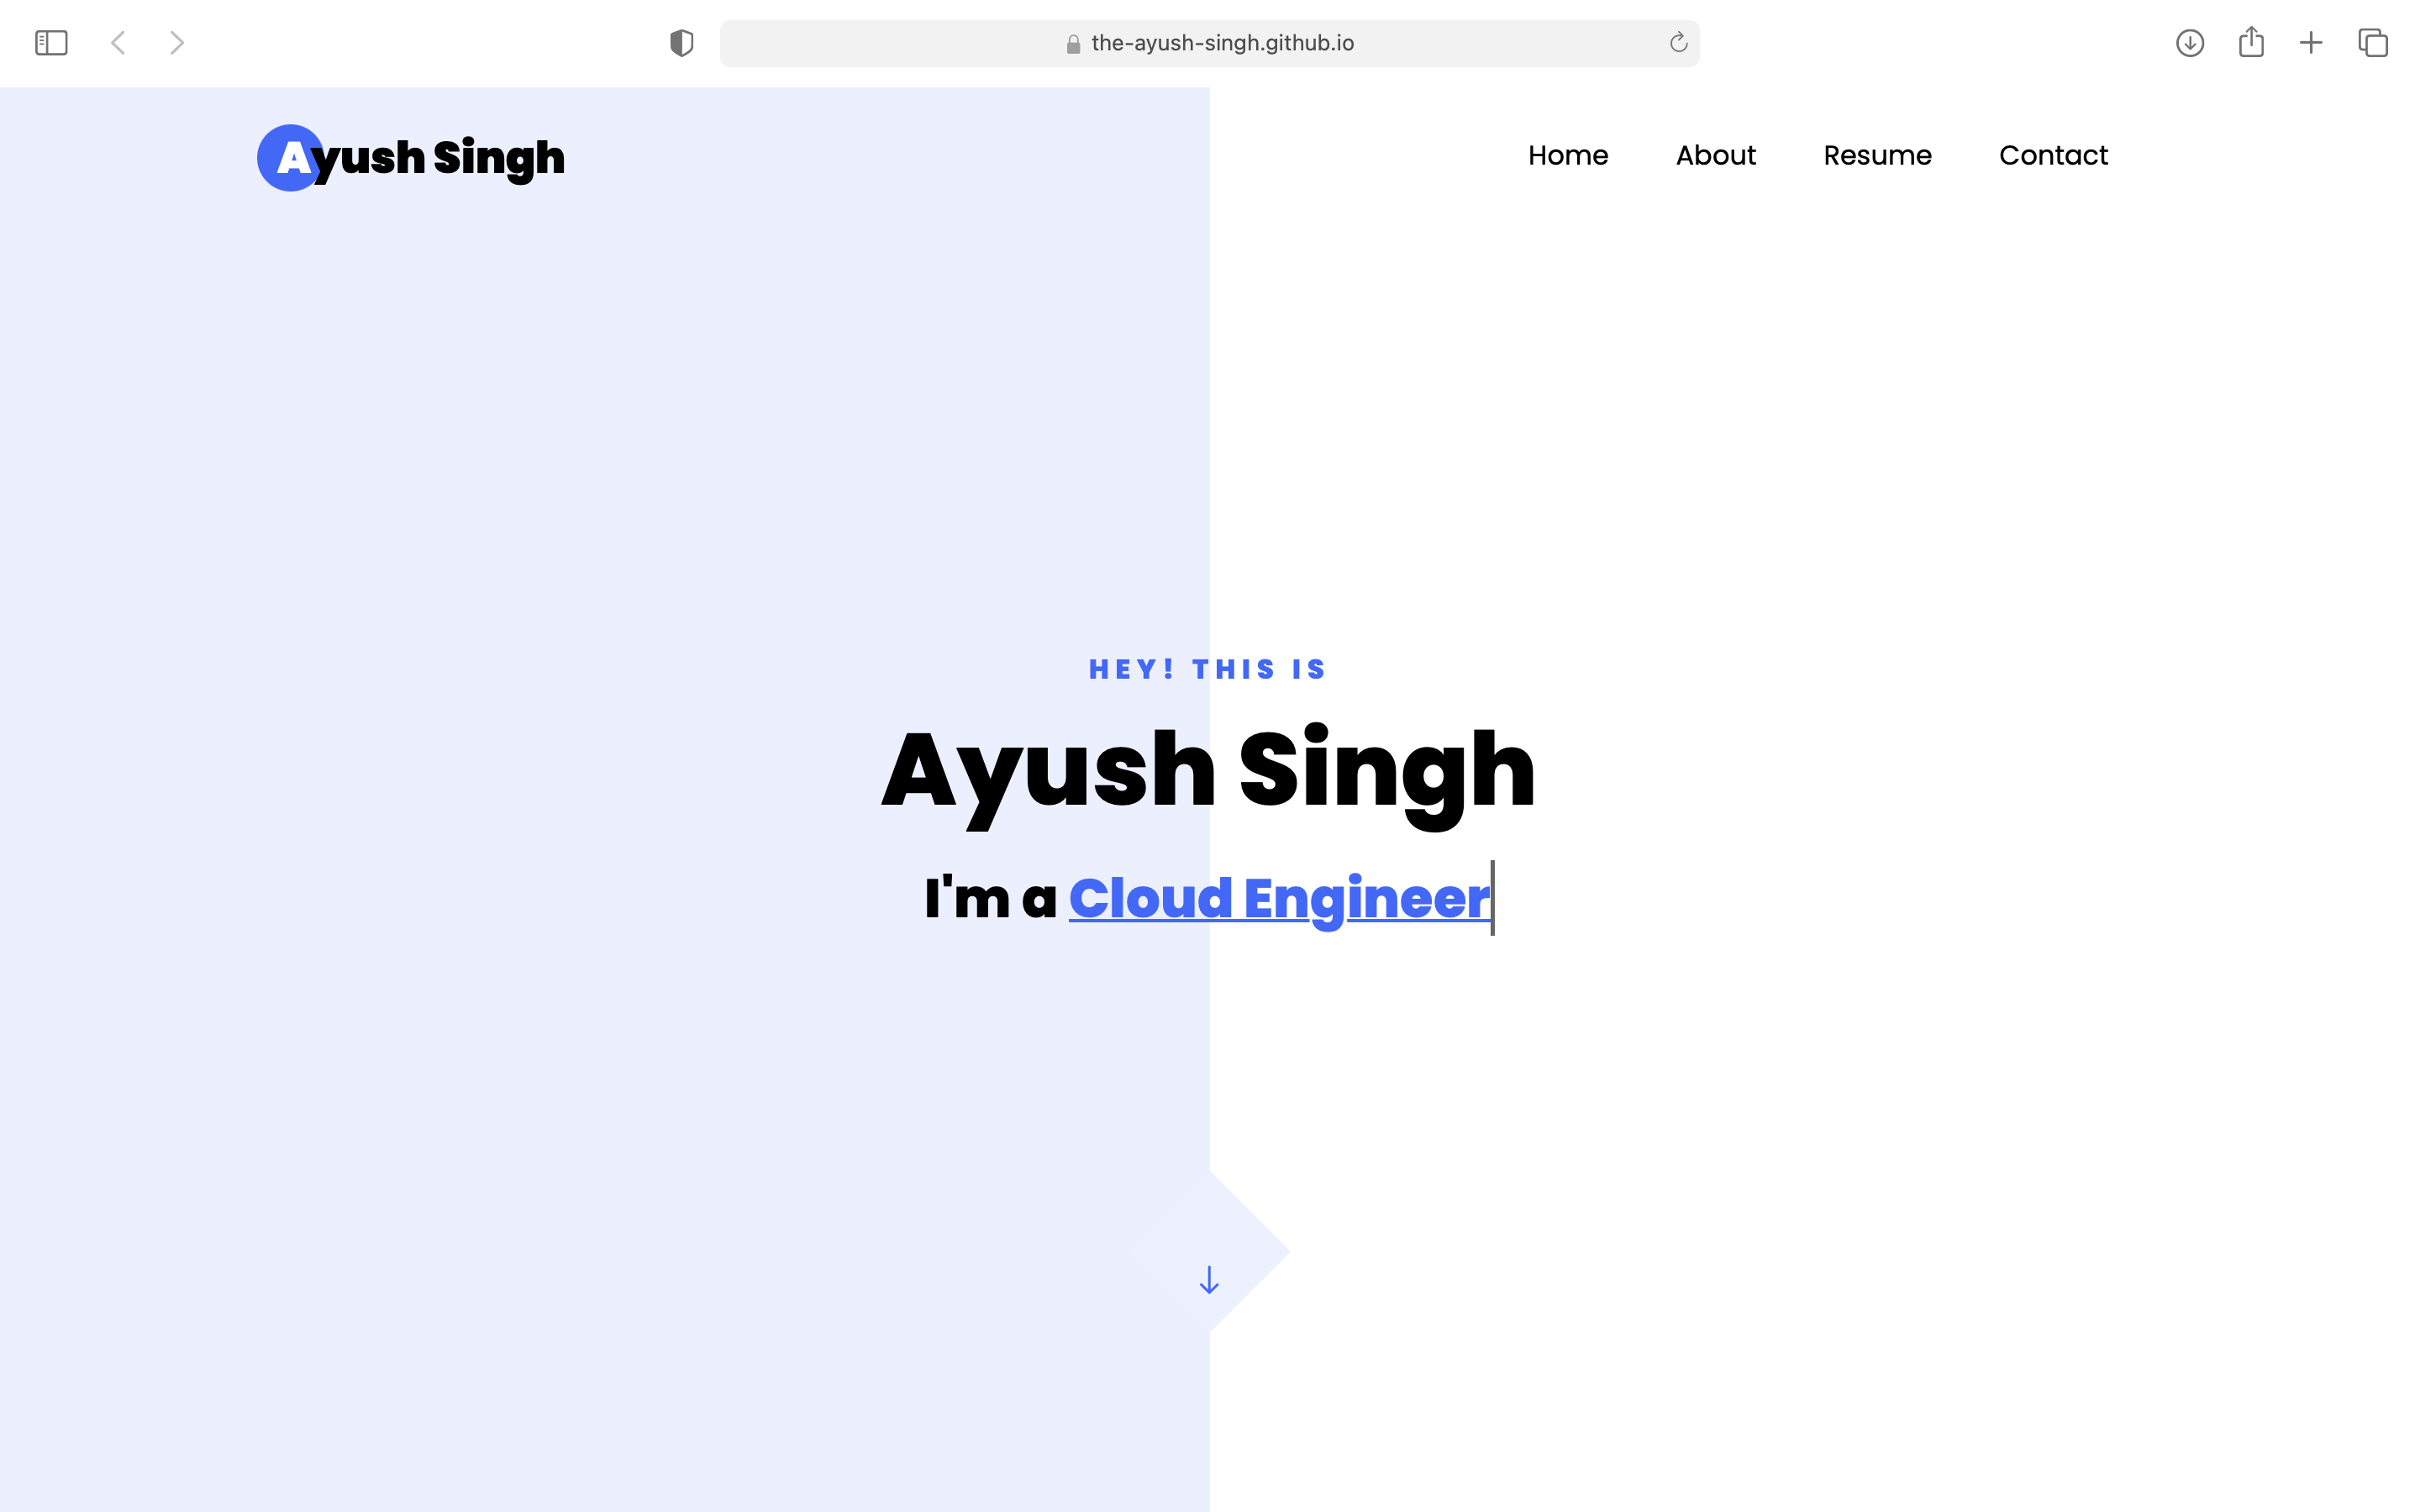 the-ayush-singh.github.io
Ayush Singh
Home About Resume Contact
HEY! THIS IS
Ayush Singh
I'm a Cloud Engineer